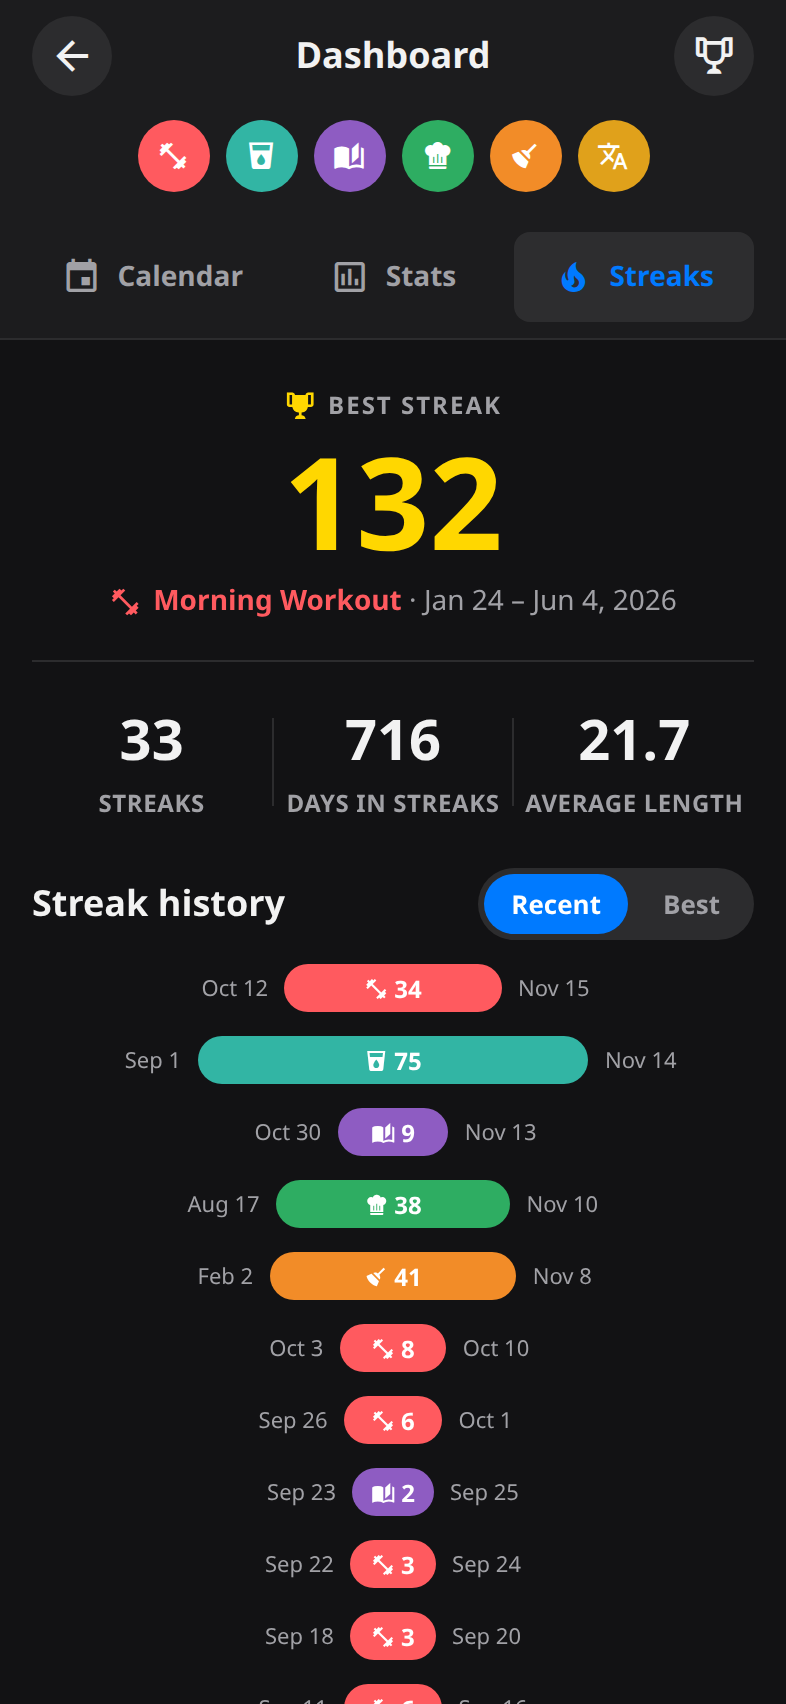 Dashboard
Calendar
Stats
Streaks
BEST STREAK
132
Morning Workout · Jan 24 – Jun 4, 2026
33
STREAKS
716
DAYS IN STREAKS
21.7
AVERAGE LENGTH
Streak history
Recent
Best
Oct 12 34 Nov 15
Sep 1 75 Nov 14
Oct 30 9 Nov 13
Aug 17 38 Nov 10
Feb 2 41 Nov 8
Oct 3 8 Oct 10
Sep 26 6 Oct 1
Sep 23 2 Sep 25
Sep 22 3 Sep 24
Sep 18 3 Sep 20